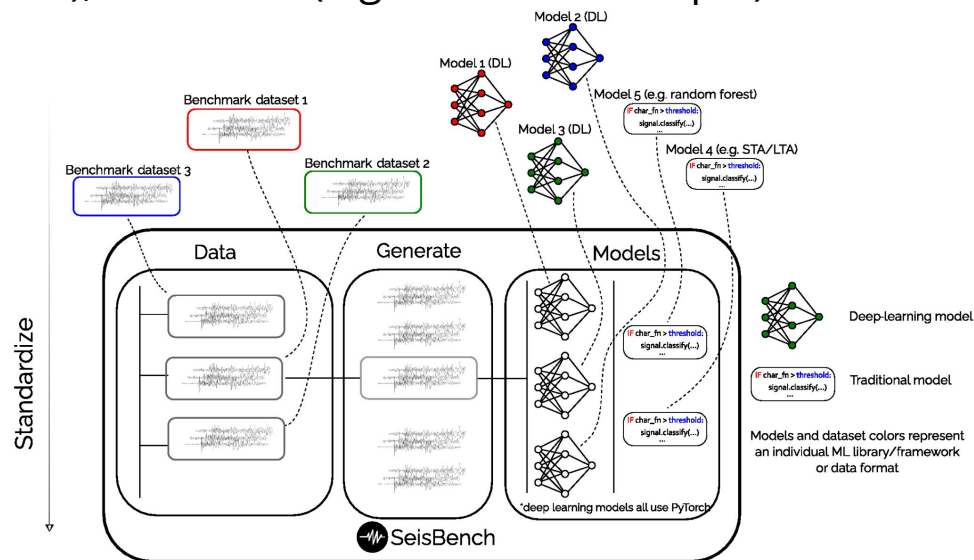 Model 2 (DL)
Model 1 (DL)
Benchmark dataset 1
Model 5 (e.g. random forest)
IF char_fn > threshold:
signal.classify(...)
...
Model 3 (DL)
Model 4 (e.g. STA/LTA)
IF char_fn > threshold:
signal.classify(...)
...
Benchmark dataset 2
Benchmark dataset 3
Standardize
Data
Generate
Models
IF char_fn > threshold:
signal.classify(...)
...
IF char_fn > threshold:
signal.classify(...)
...
*deep learning models all use PyTorch
SeisBench
Deep-learning model
IF char_fn > threshold:
signal.classify(...)
...
Traditional model
Models and dataset colors represent
an individual ML library/framework
or data format